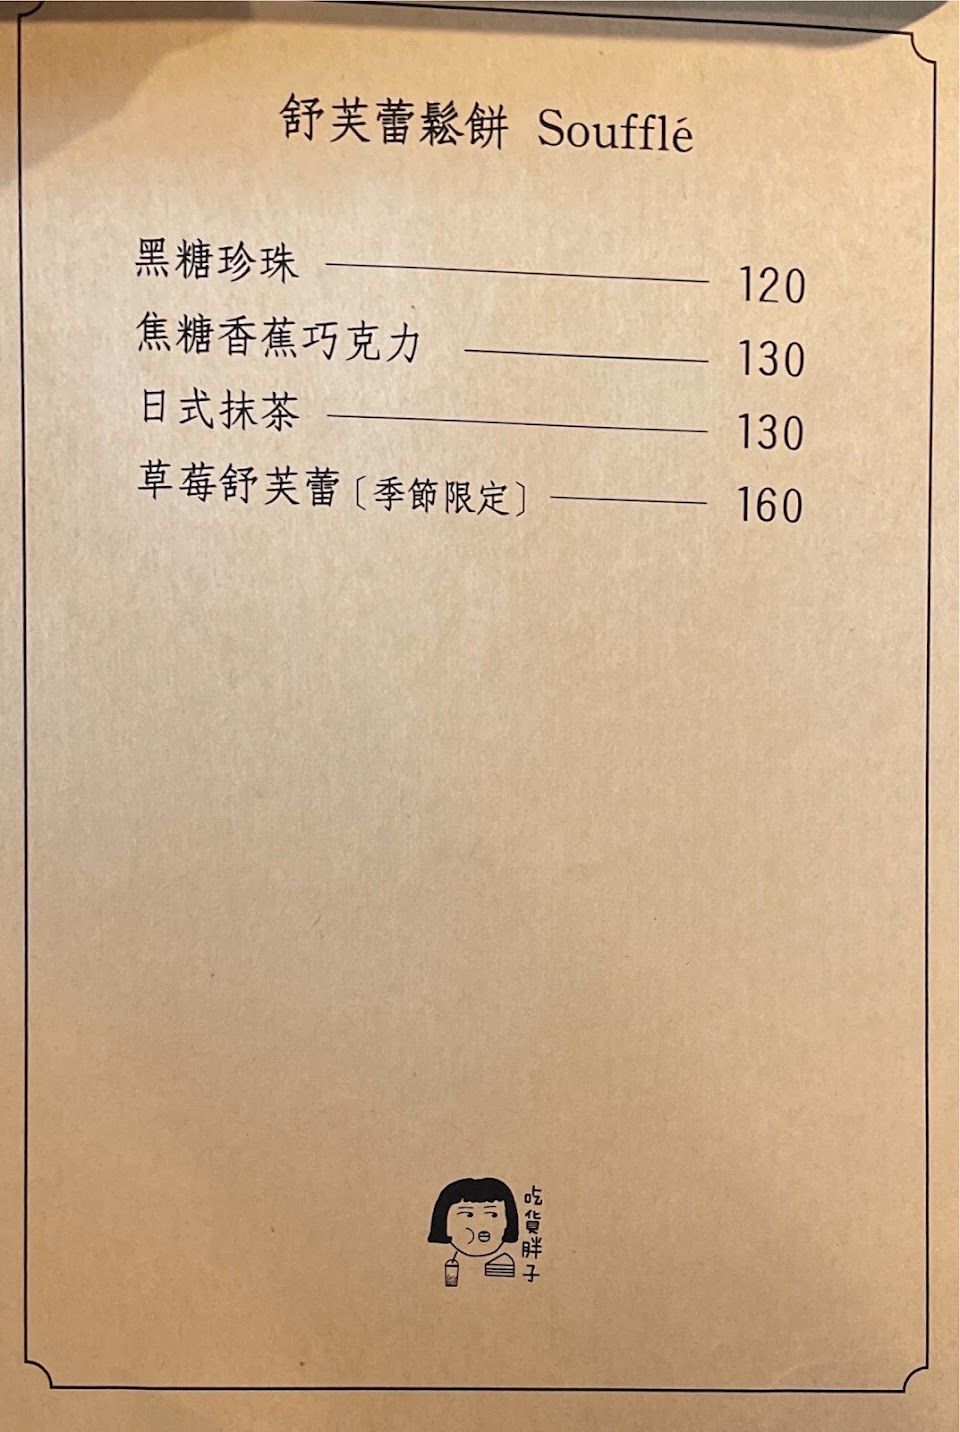 舒芙蕾鬆餅 Soufflé
黑糖珍珠 120
焦糖香蕉巧克力 130
日式抹茶 130
草莓舒芙蕾〔季節限定〕 160
吃貨胖子